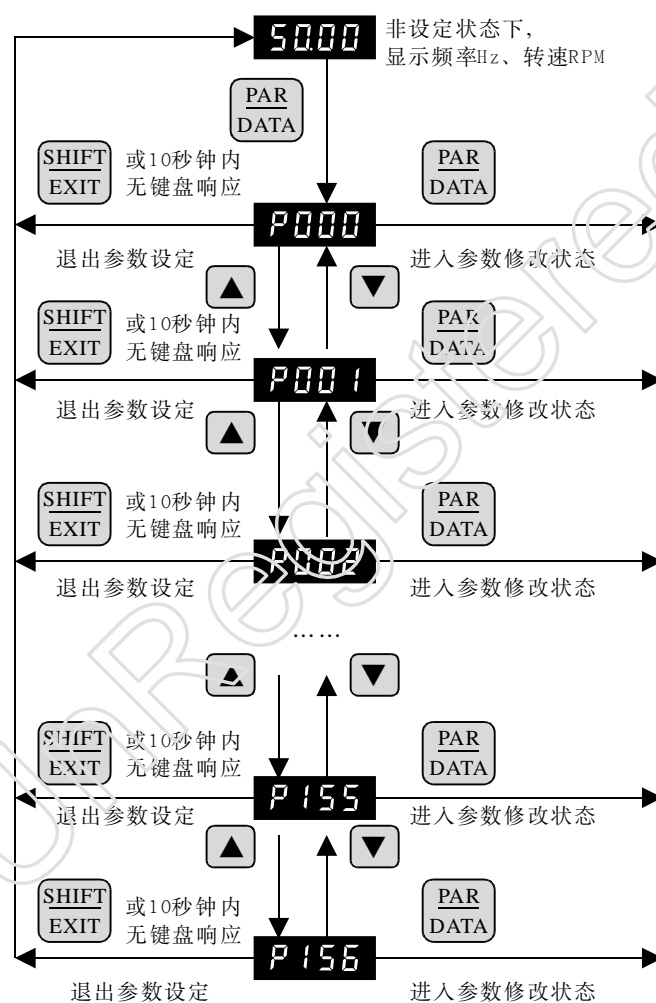 50.00
非设定状态下，
显示频率Hz、转速RPM
PAR
DATA
SHIFT
EXIT
或10秒钟内
无键盘响应
PAR
DATA
P000
退出参数设定
进入参数修改状态
SHIFT
EXIT
或10秒钟内
无键盘响应
PAR
DATA
P001
退出参数设定
进入参数修改状态
SHIFT
EXIT
或10秒钟内
无键盘响应
PAR
DATA
P002
退出参数设定
进入参数修改状态
……
SHIFT
EXIT
或10秒钟内
无键盘响应
PAR
DATA
P155
退出参数设定
进入参数修改状态
SHIFT
EXIT
或10秒钟内
无键盘响应
PAR
DATA
P156
退出参数设定
进入参数修改状态
UnRegistered